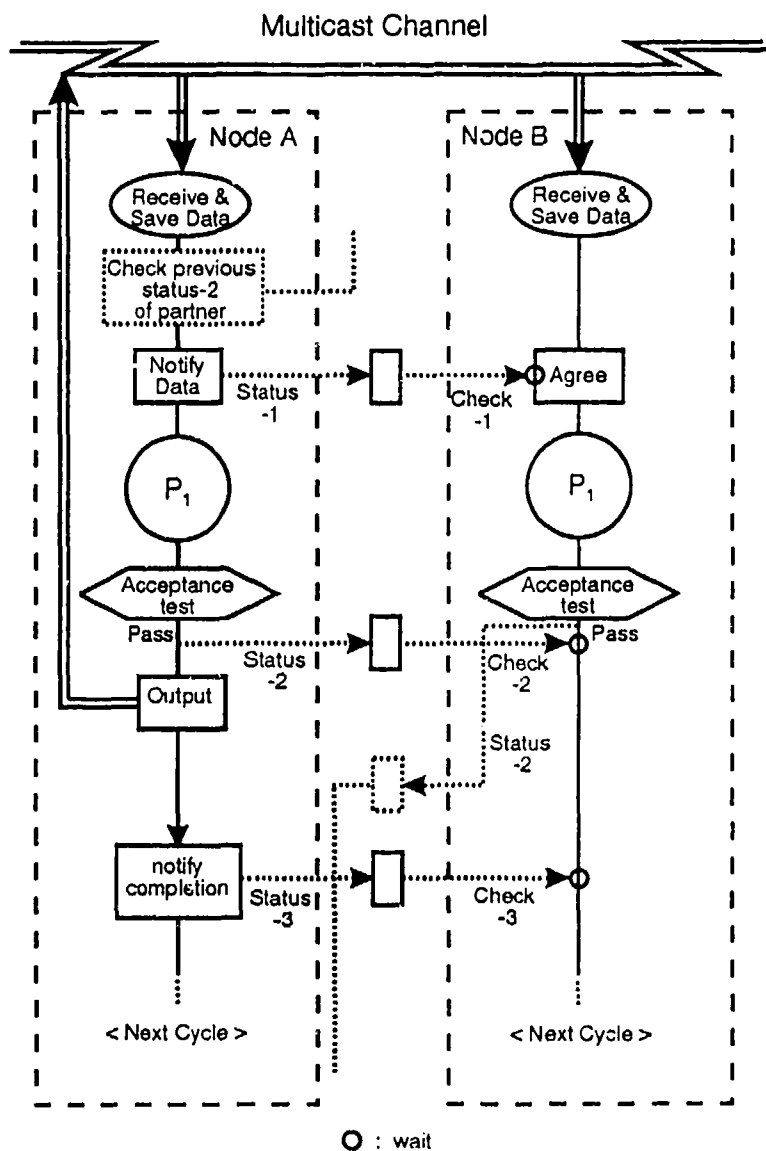 Multicast Channel
Node A
Node B
Receive &
Save Data
Receive &
Save Data
Check previous
status-2
of partner
Notify
Data
Status
-1
Check
-1
Agree
P1
P1
Acceptance
test
Acceptance
test
Pass
Pass
Status
-2
Check
-2
Output
Status
-2
notify
completion
Status
-3
Check
-3
< Next Cycle >
< Next Cycle >
O : wait